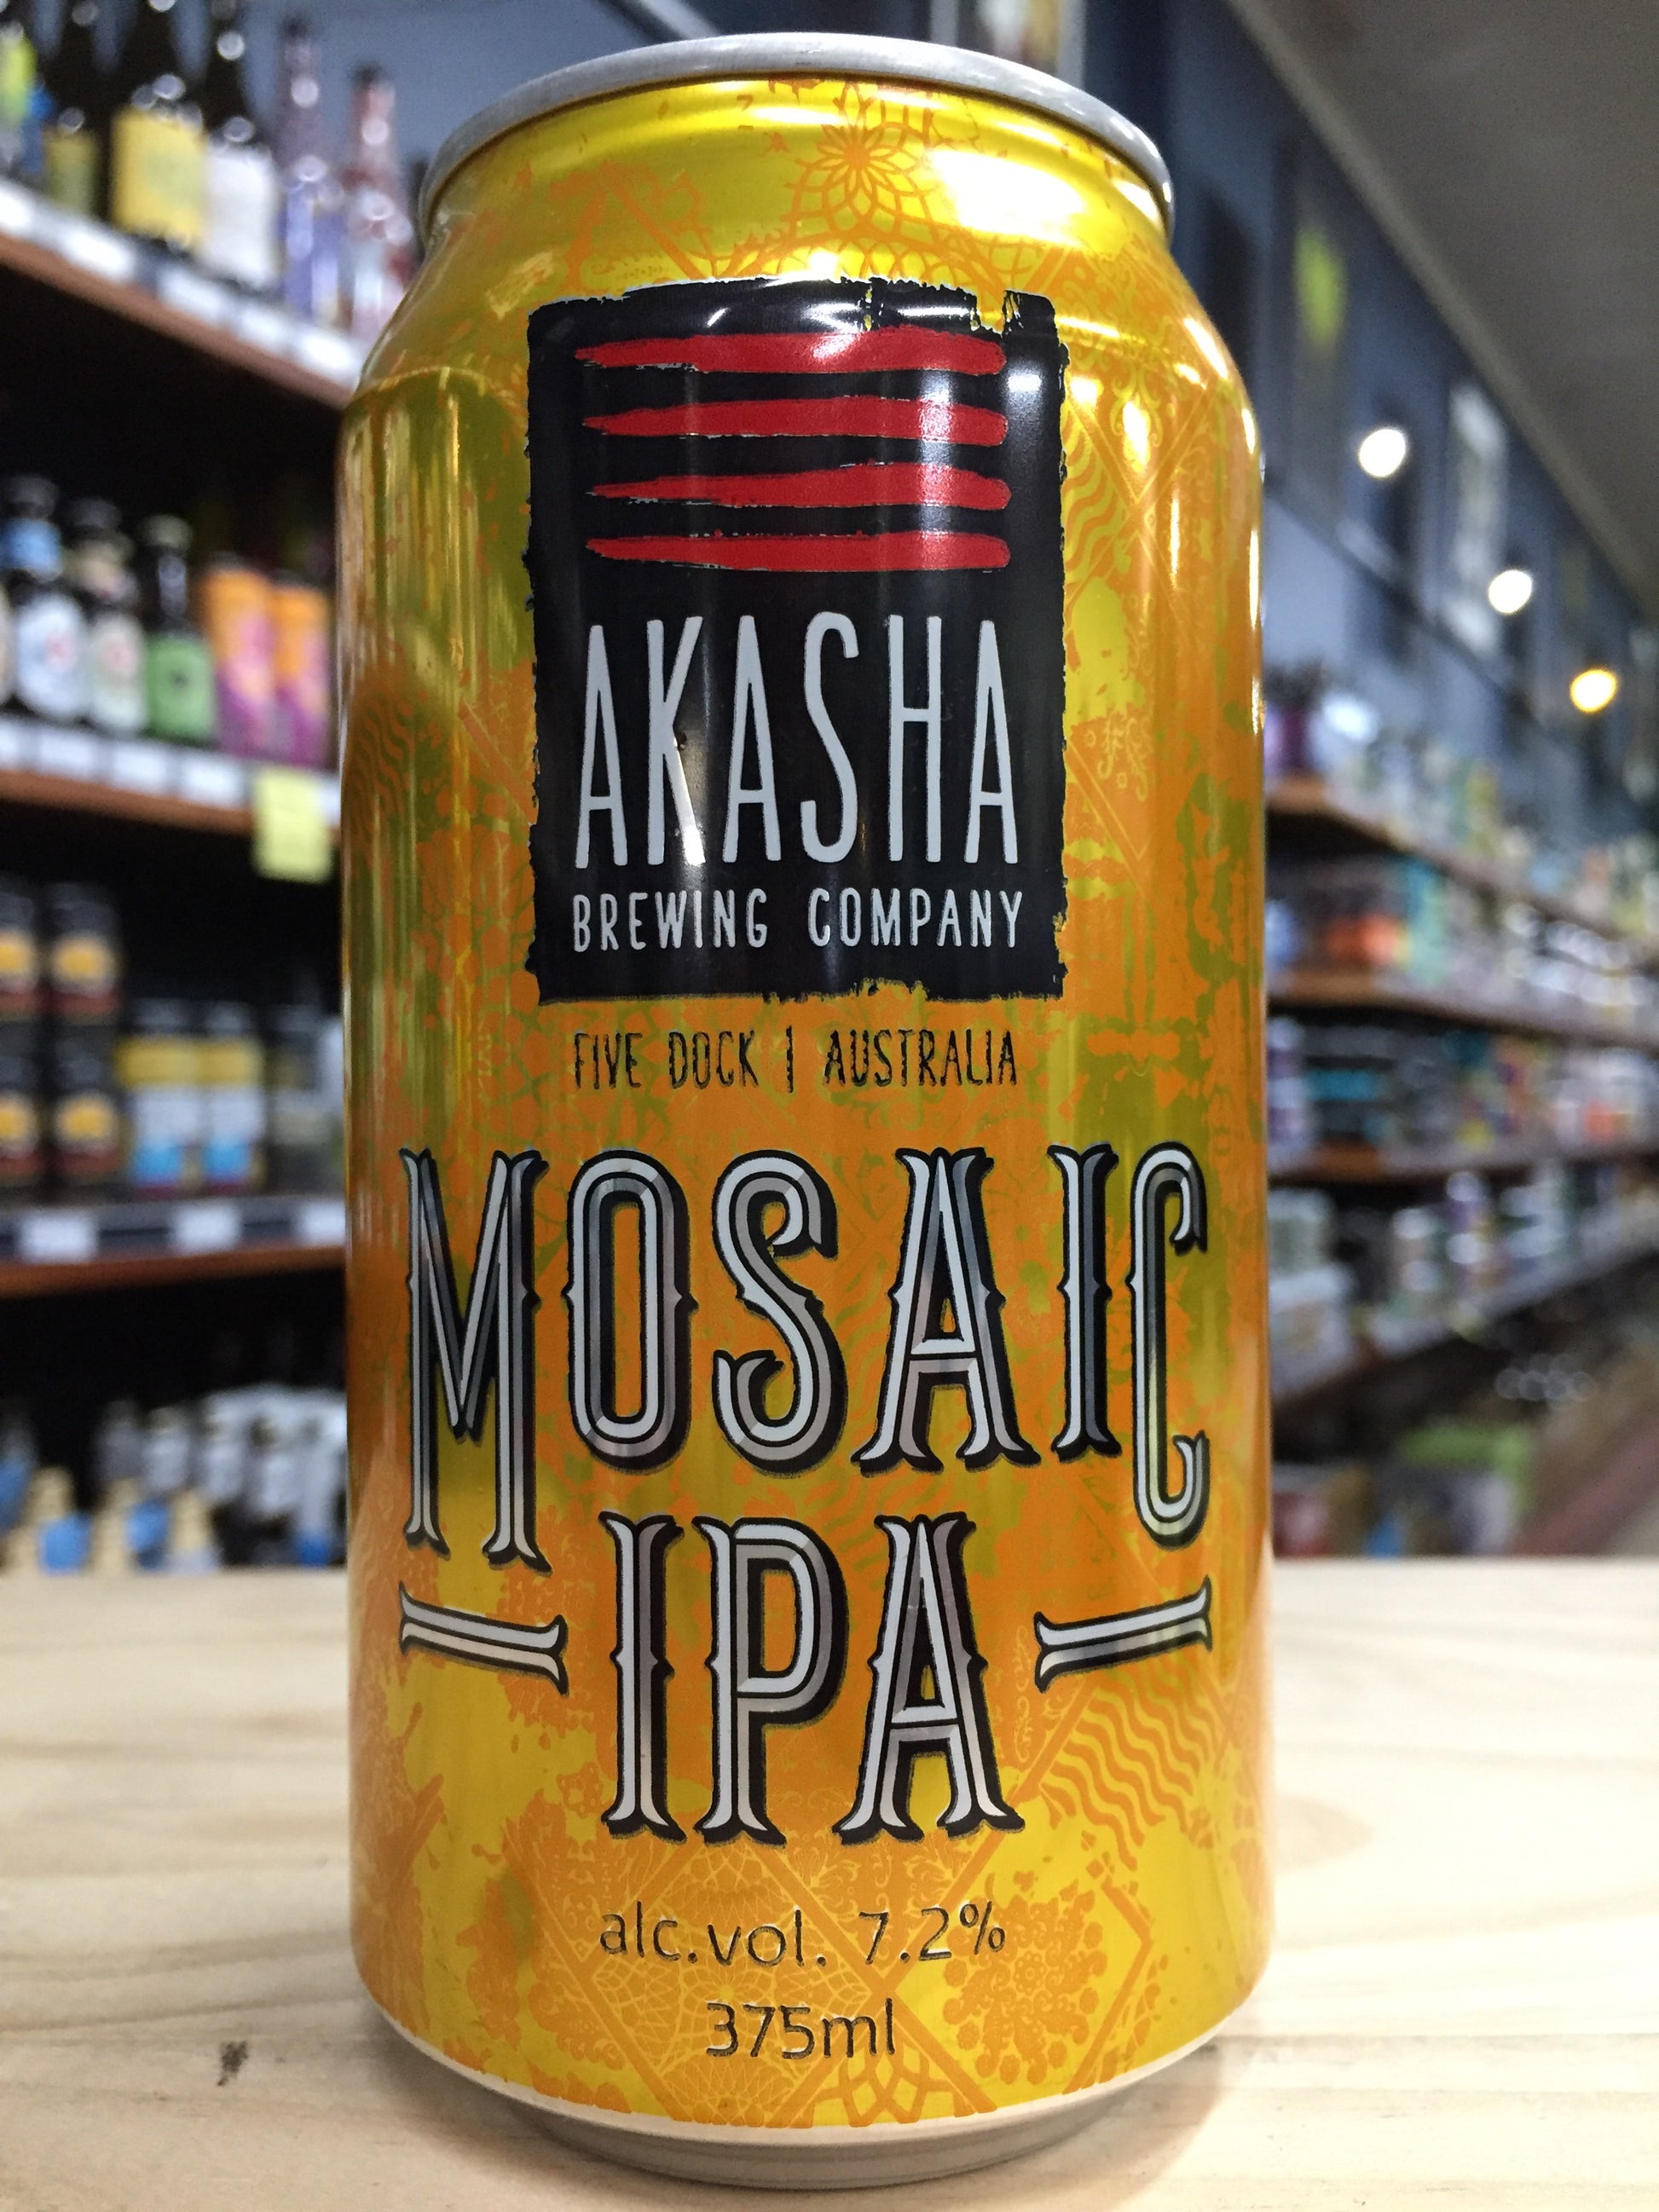 AKASHA
BREWING COMPANY
FIVE DOCK | AUSTRALIA
MOSAIC
IPA
alc.vol. 7.2%
375ml